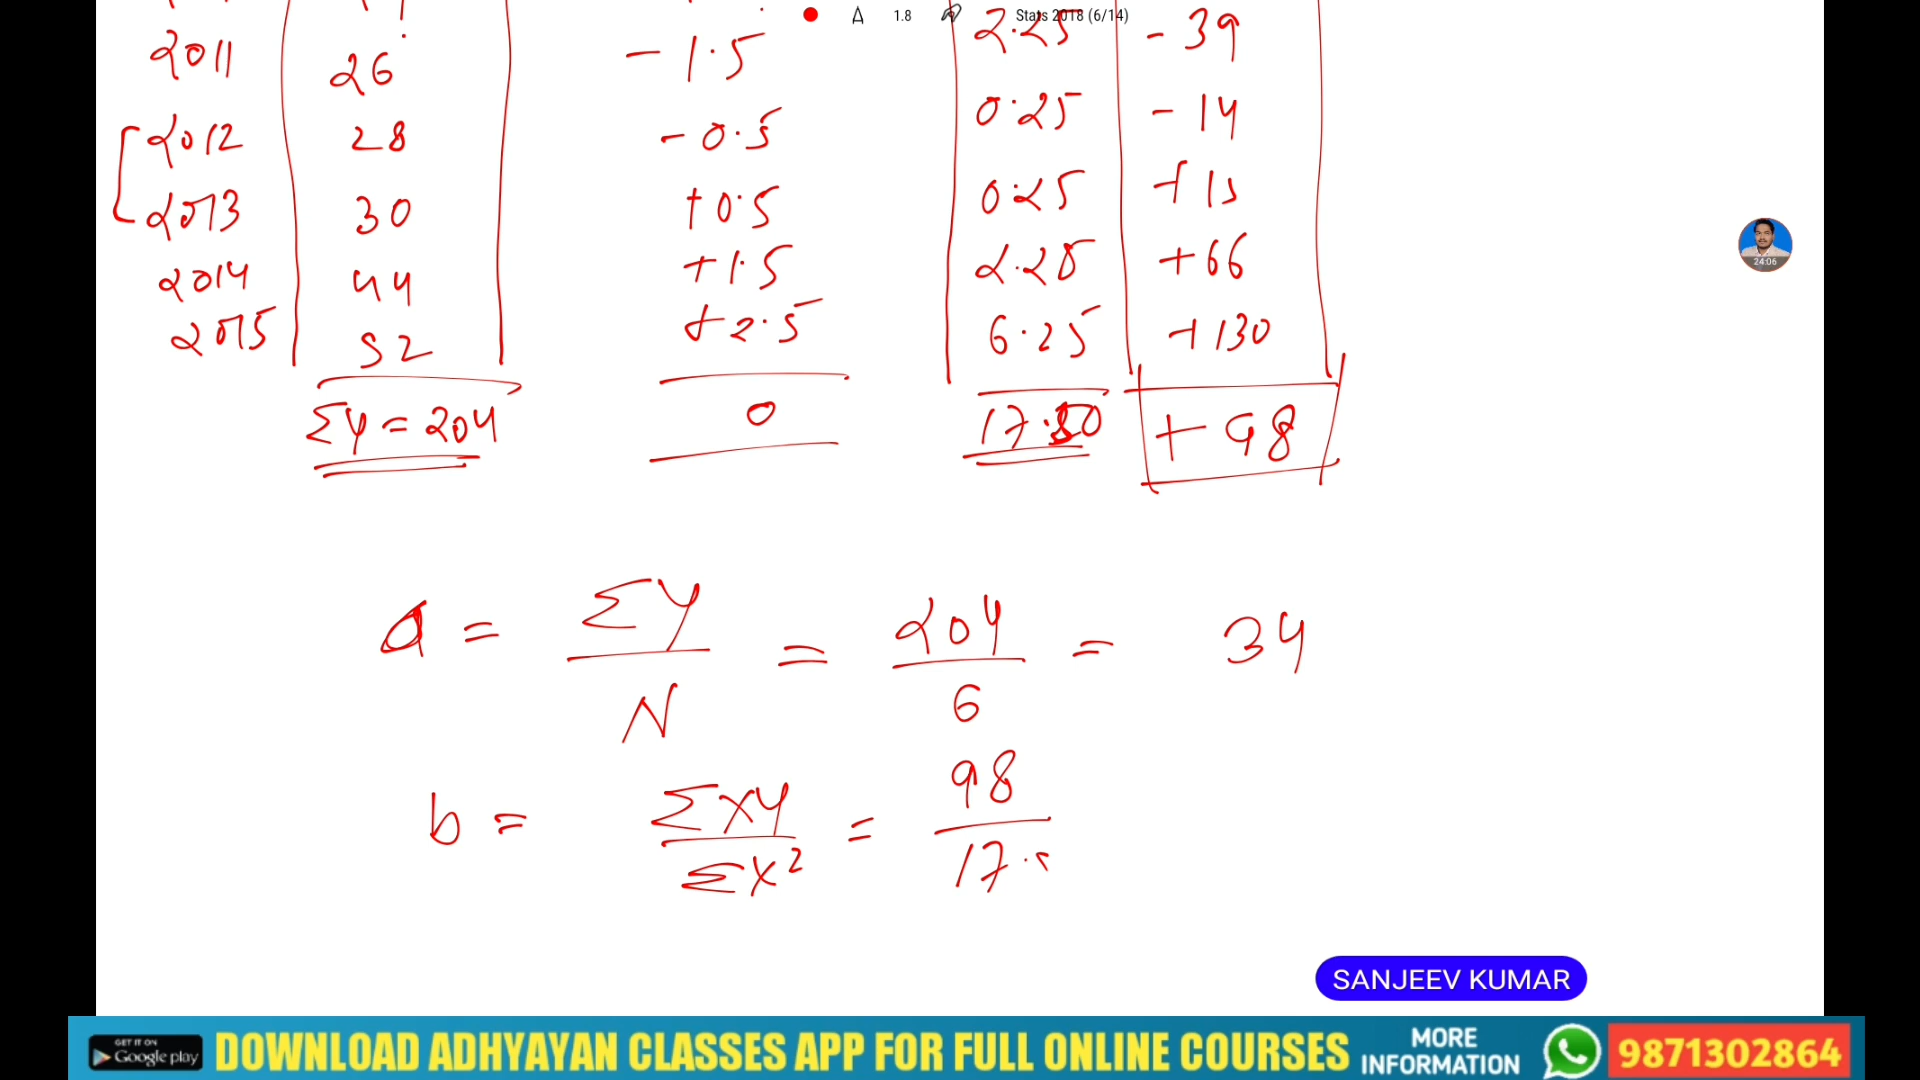 1.8 Stats 2018 (6/14)
2011 26 - 1.5 2.25 - 39
2012 28 - 0.5 0.25 - 14
2013 30 +0.5 0.25 + 15
2014 44 +1.5 2.25 +66
2015 52 +2.5 6.25 +130
24:06
ΣY = 204 0 17.50 + 98
a = ΣY/N = 204/6 = 34
b = ΣXY/ΣX² = 98/17.5
SANJEEV KUMAR
GET IT ON Google play DOWNLOAD ADHYAYAN CLASSES APP FOR FULL ONLINE COURSES MORE INFORMATION 9871302864